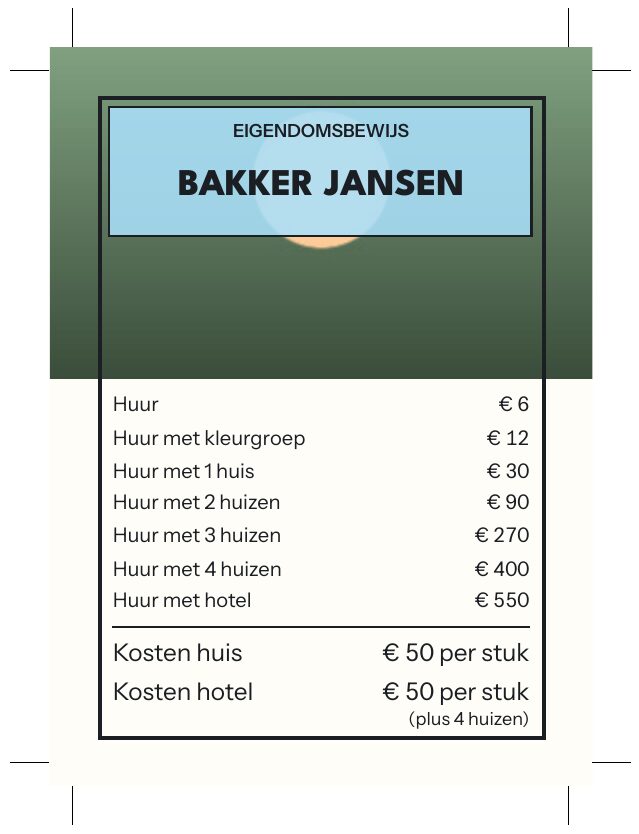 EIGENDOMSBEWIJS
BAKKER JANSEN
Huur € 6
Huur met kleurgroep € 12
Huur met 1 huis € 30
Huur met 2 huizen € 90
Huur met 3 huizen € 270
Huur met 4 huizen € 400
Huur met hotel € 550
Kosten huis € 50 per stuk
Kosten hotel € 50 per stuk
(plus 4 huizen)